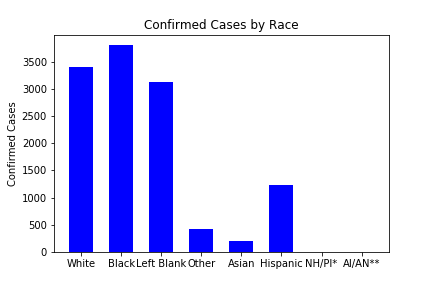 Confirmed Cases by Race
Confirmed Cases
3500
3000
2500
2000
1500
1000
500
0
White Black Left Blank Other Asian Hispanic NH/PI* AI/AN**